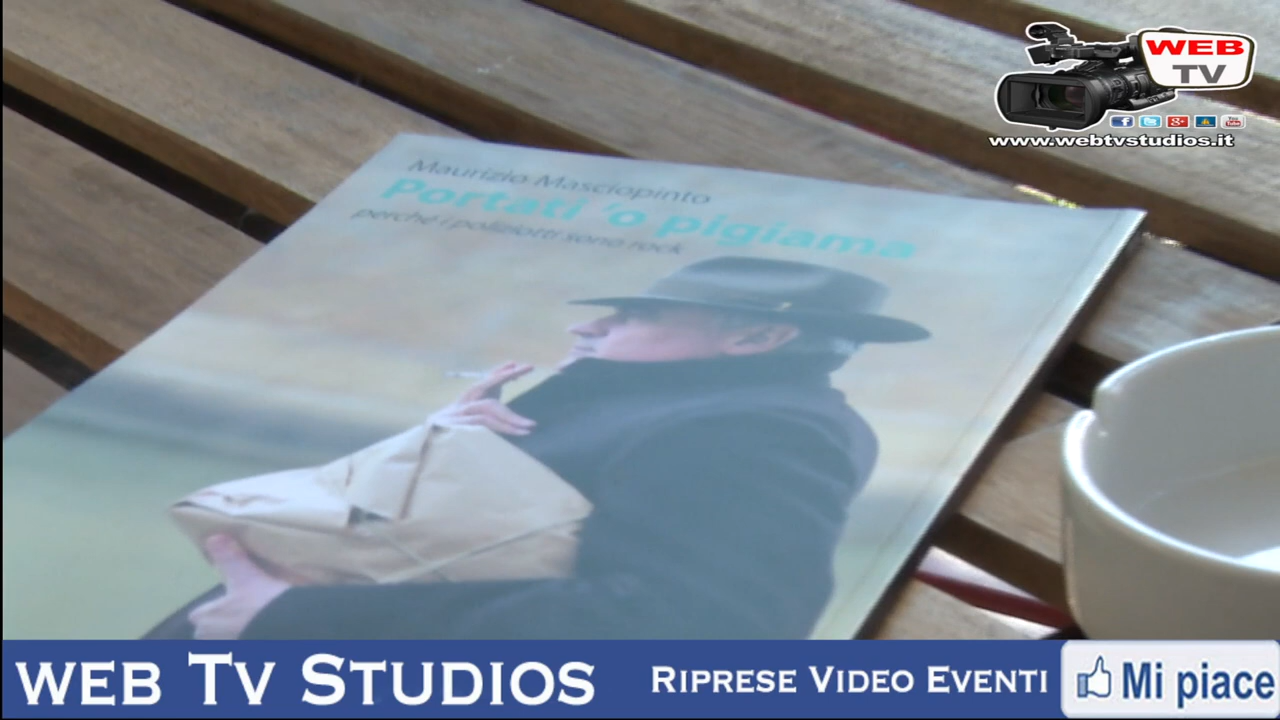 WEB
TV
www.webtvstudios.it
Maurizio Masciopinto
Portati 'o pigiama
perché i poliziotti sono rock
WEB TV STUDIOS
RIPRESE VIDEO EVENTI
Mi piace